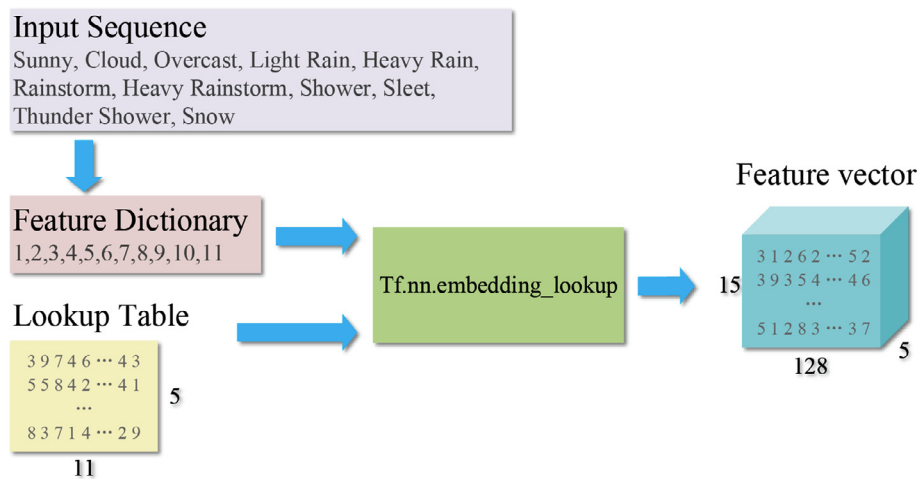 Input Sequence
Sunny, Cloud, Overcast, Light Rain, Heavy Rain,
Rainstorm, Heavy Rainstorm, Shower, Sleet,
Thunder Shower, Snow
Feature Dictionary
1,2,3,4,5,6,7,8,9,10,11
Lookup Table
3 9 7 4 6 ··· 4 3
5 5 8 4 2 ··· 4 1
···
8 3 7 1 4 ··· 2 9
5
11
Tf.nn.embedding_lookup
Feature vector
3 1 2 6 2 ··· 5 2
3 9 3 5 4 ··· 4 6
···
5 1 2 8 3 ··· 3 7
15
128
5